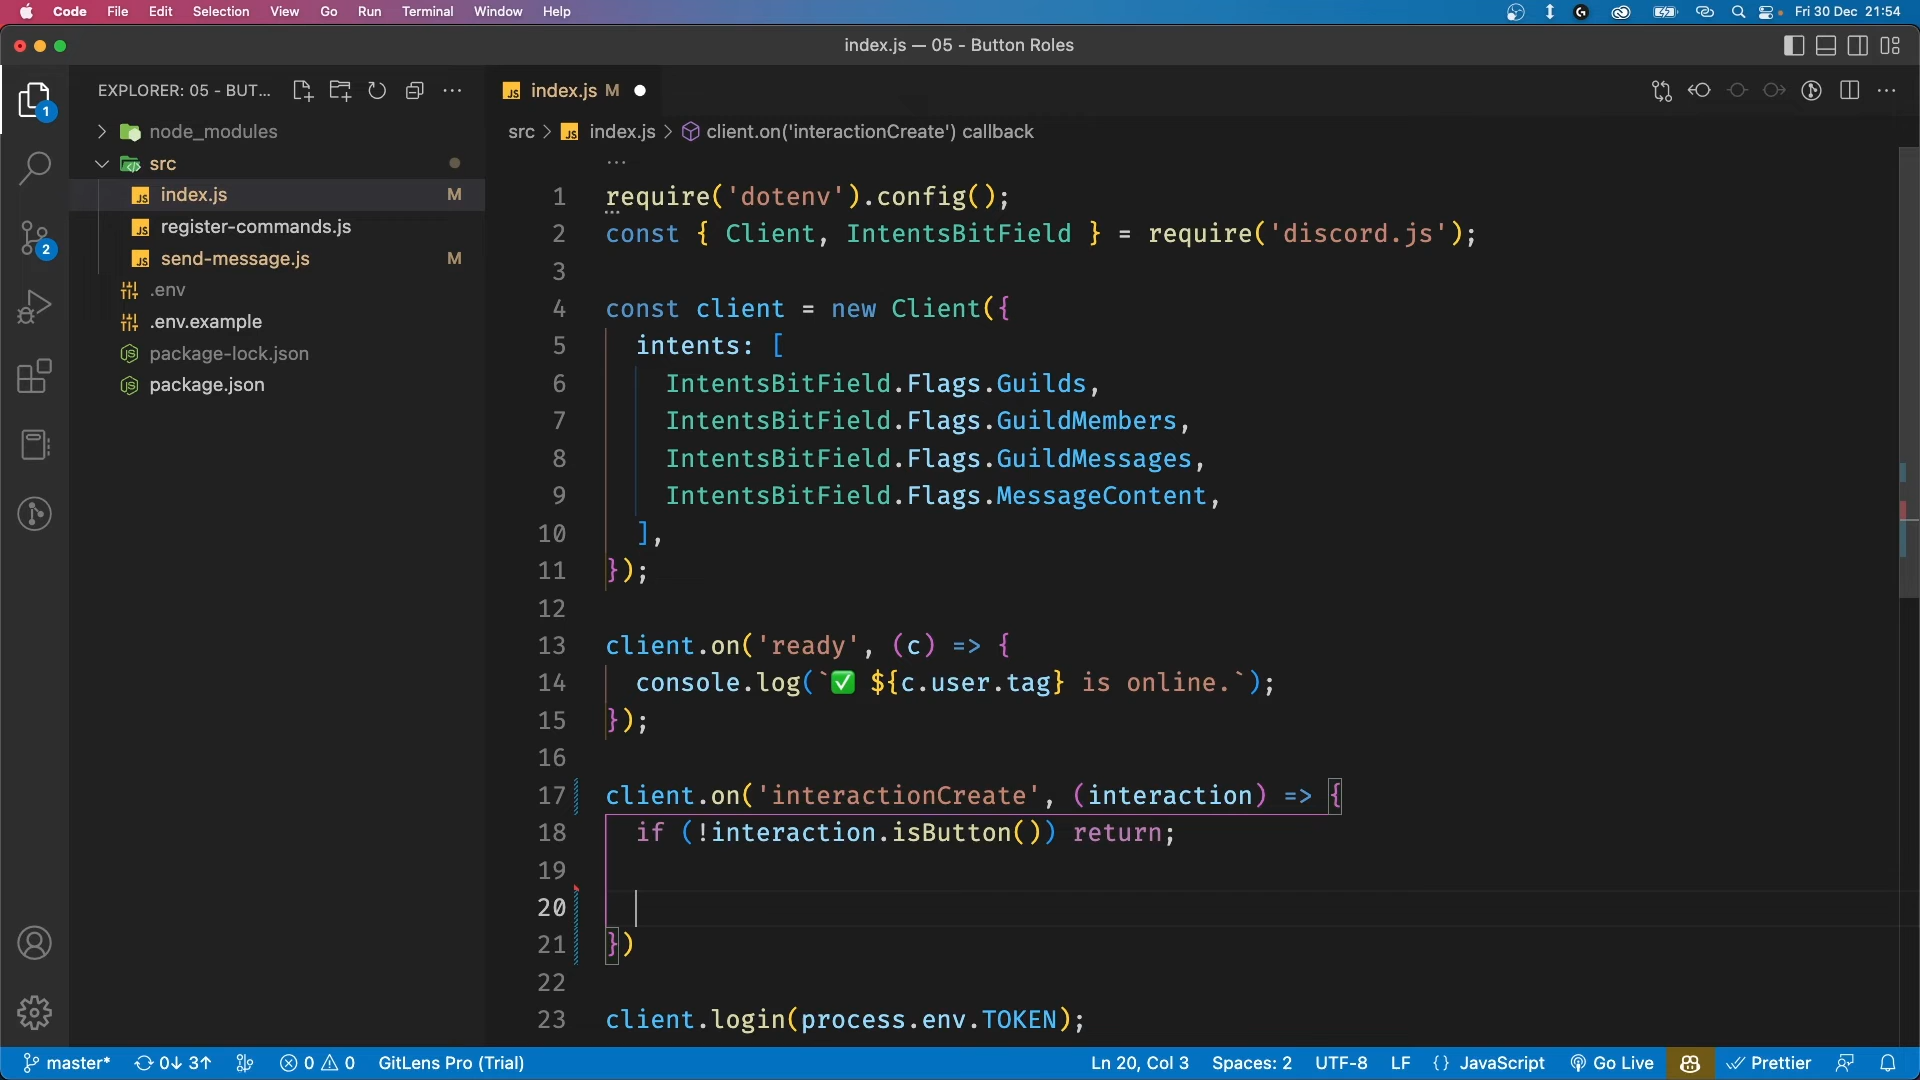 Code File Edit Selection View Go Run Terminal Window Help Fri 30 Dec 21:54
index.js — 05 - Button Roles
EXPLORER: 05 - BUT...
index.js M
node_modules
src > index.js > client.on('interactionCreate') callback
src
index.js M
register-commands.js
send-message.js M
.env
.env.example
package-lock.json
package.json
1
2
...
1 require('dotenv').config();
2 const { Client, IntentsBitField } = require('discord.js');
3
4 const client = new Client({
5 intents: [
6 IntentsBitField.Flags.Guilds,
7 IntentsBitField.Flags.GuildMembers,
8 IntentsBitField.Flags.GuildMessages,
9 IntentsBitField.Flags.MessageContent,
10 ],
11 });
12
13 client.on('ready', (c) => {
14 console.log(`✅ ${c.user.tag} is online.`);
15 });
16
17 client.on('interactionCreate', (interaction) => {
18 if (!interaction.isButton()) return;
19
20
21 })
22
23 client.login(process.env.TOKEN);
master* 0↓ 3↑ 0 0 GitLens Pro (Trial) Ln 20, Col 3 Spaces: 2 UTF-8 LF {} JavaScript Go Live Prettier